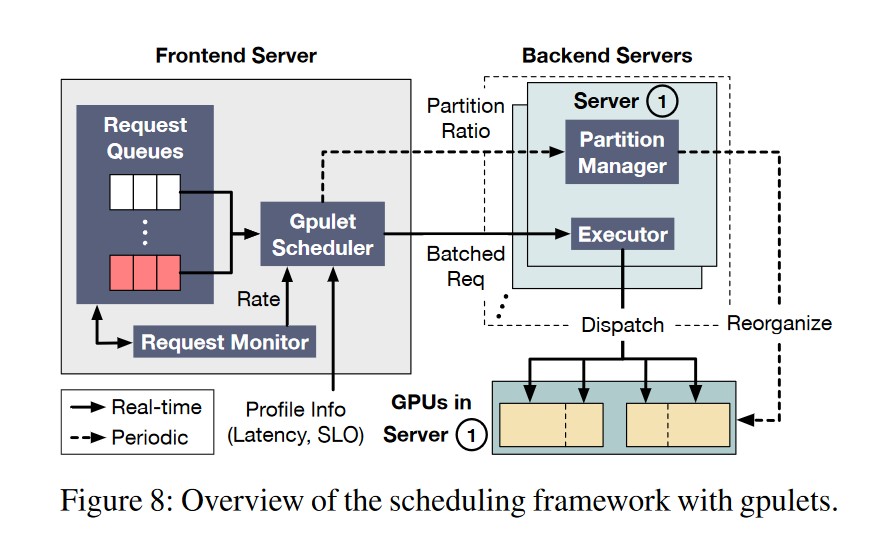 Frontend Server
Backend Servers
Request
Queues
Gpulet
Scheduler
Rate
Request Monitor
Partition
Ratio
Batched
Req
Server 1
Partition
Manager
Executor
Dispatch
Reorganize
Real-time
Periodic
Profile Info
(Latency, SLO)
GPUs in
Server 1
Figure 8: Overview of the scheduling framework with gpulets.